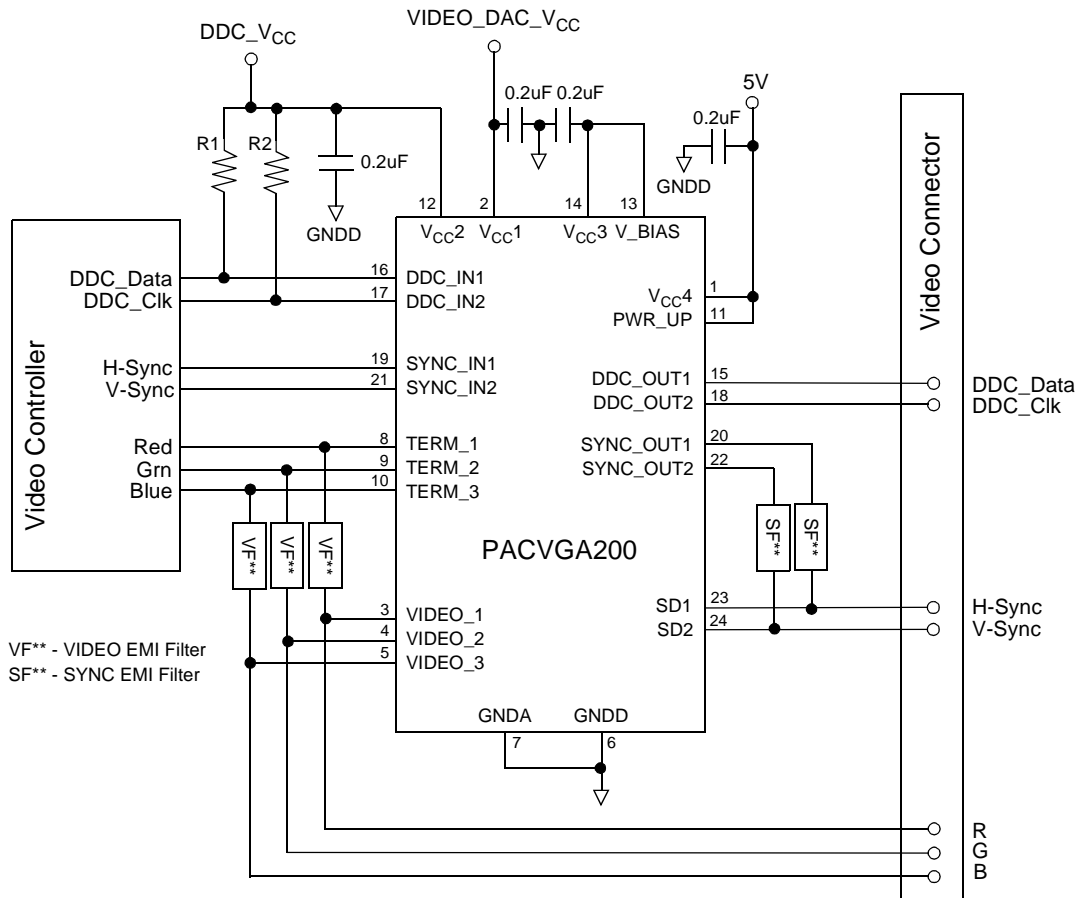 VIDEO_DAC_VCC
DDC_VCC
5V
0.2uF 0.2uF
0.2uF
R1
R2
0.2uF
GNDD
GNDD
12
2
14
13
VCC2
VCC1
VCC3
V_BIAS
Video Controller
DDC_Data
DDC_Clk
H-Sync
V-Sync
Red
Grn
Blue
16
17
19
21
8
9
10
DDC_IN1
DDC_IN2
SYNC_IN1
SYNC_IN2
TERM_1
TERM_2
TERM_3
VF**
VF**
VF**
3
4
5
VIDEO_1
VIDEO_2
VIDEO_3
PACVGA200
VCC4
PWR_UP
DDC_OUT1
DDC_OUT2
SYNC_OUT1
SYNC_OUT2
SD1
SD2
1
11
15
18
20
22
SF**
SF**
23
24
GNDA
GNDD
7
6
Video Connector
DDC_Data
DDC_Clk
H-Sync
V-Sync
R
G
B
VF** - VIDEO EMI Filter
SF** - SYNC EMI Filter